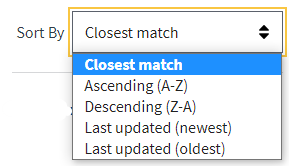 Sort By Closest match
Closest match
Ascending (A-Z)
Descending (Z-A)
Last updated (newest)
Last updated (oldest)